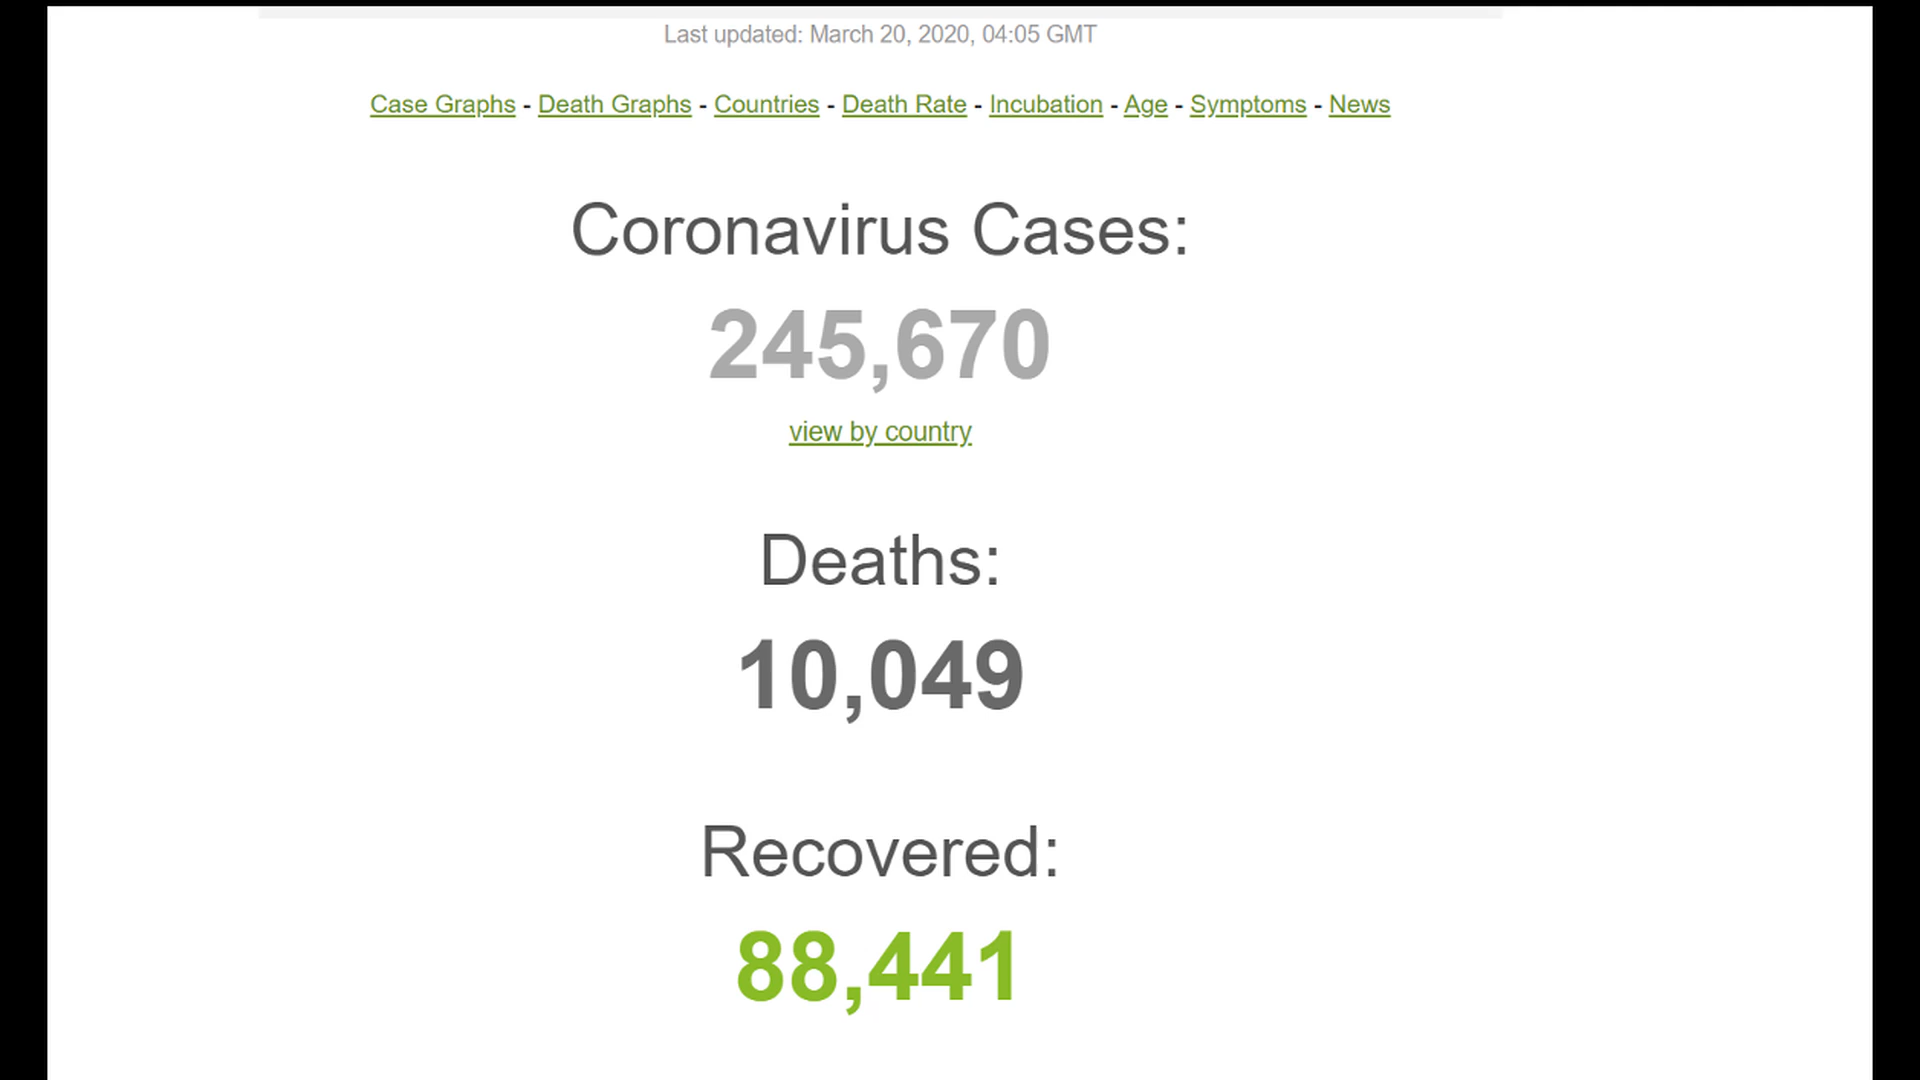 Last updated: March 20, 2020, 04:05 GMT
Case Graphs - Death Graphs - Countries - Death Rate - Incubation - Age - Symptoms - News
Coronavirus Cases:
245,670
view by country
Deaths:
10,049
Recovered:
88,441